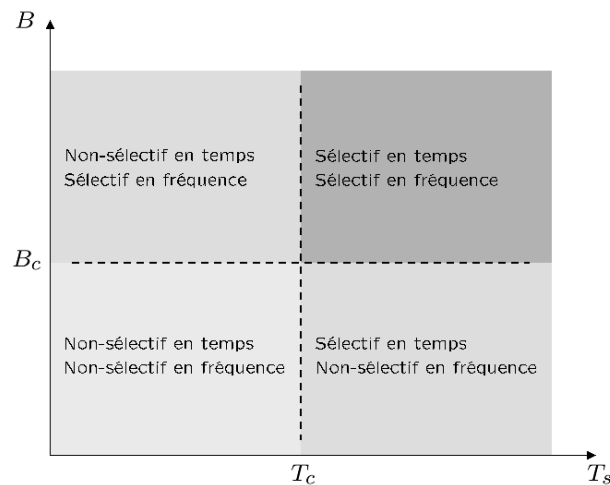 B
Non-sélectif en temps
Sélectif en fréquence
Sélectif en temps
Sélectif en fréquence
B_c
Non-sélectif en temps
Non-sélectif en fréquence
Sélectif en temps
Non-sélectif en fréquence
T_c
T_s